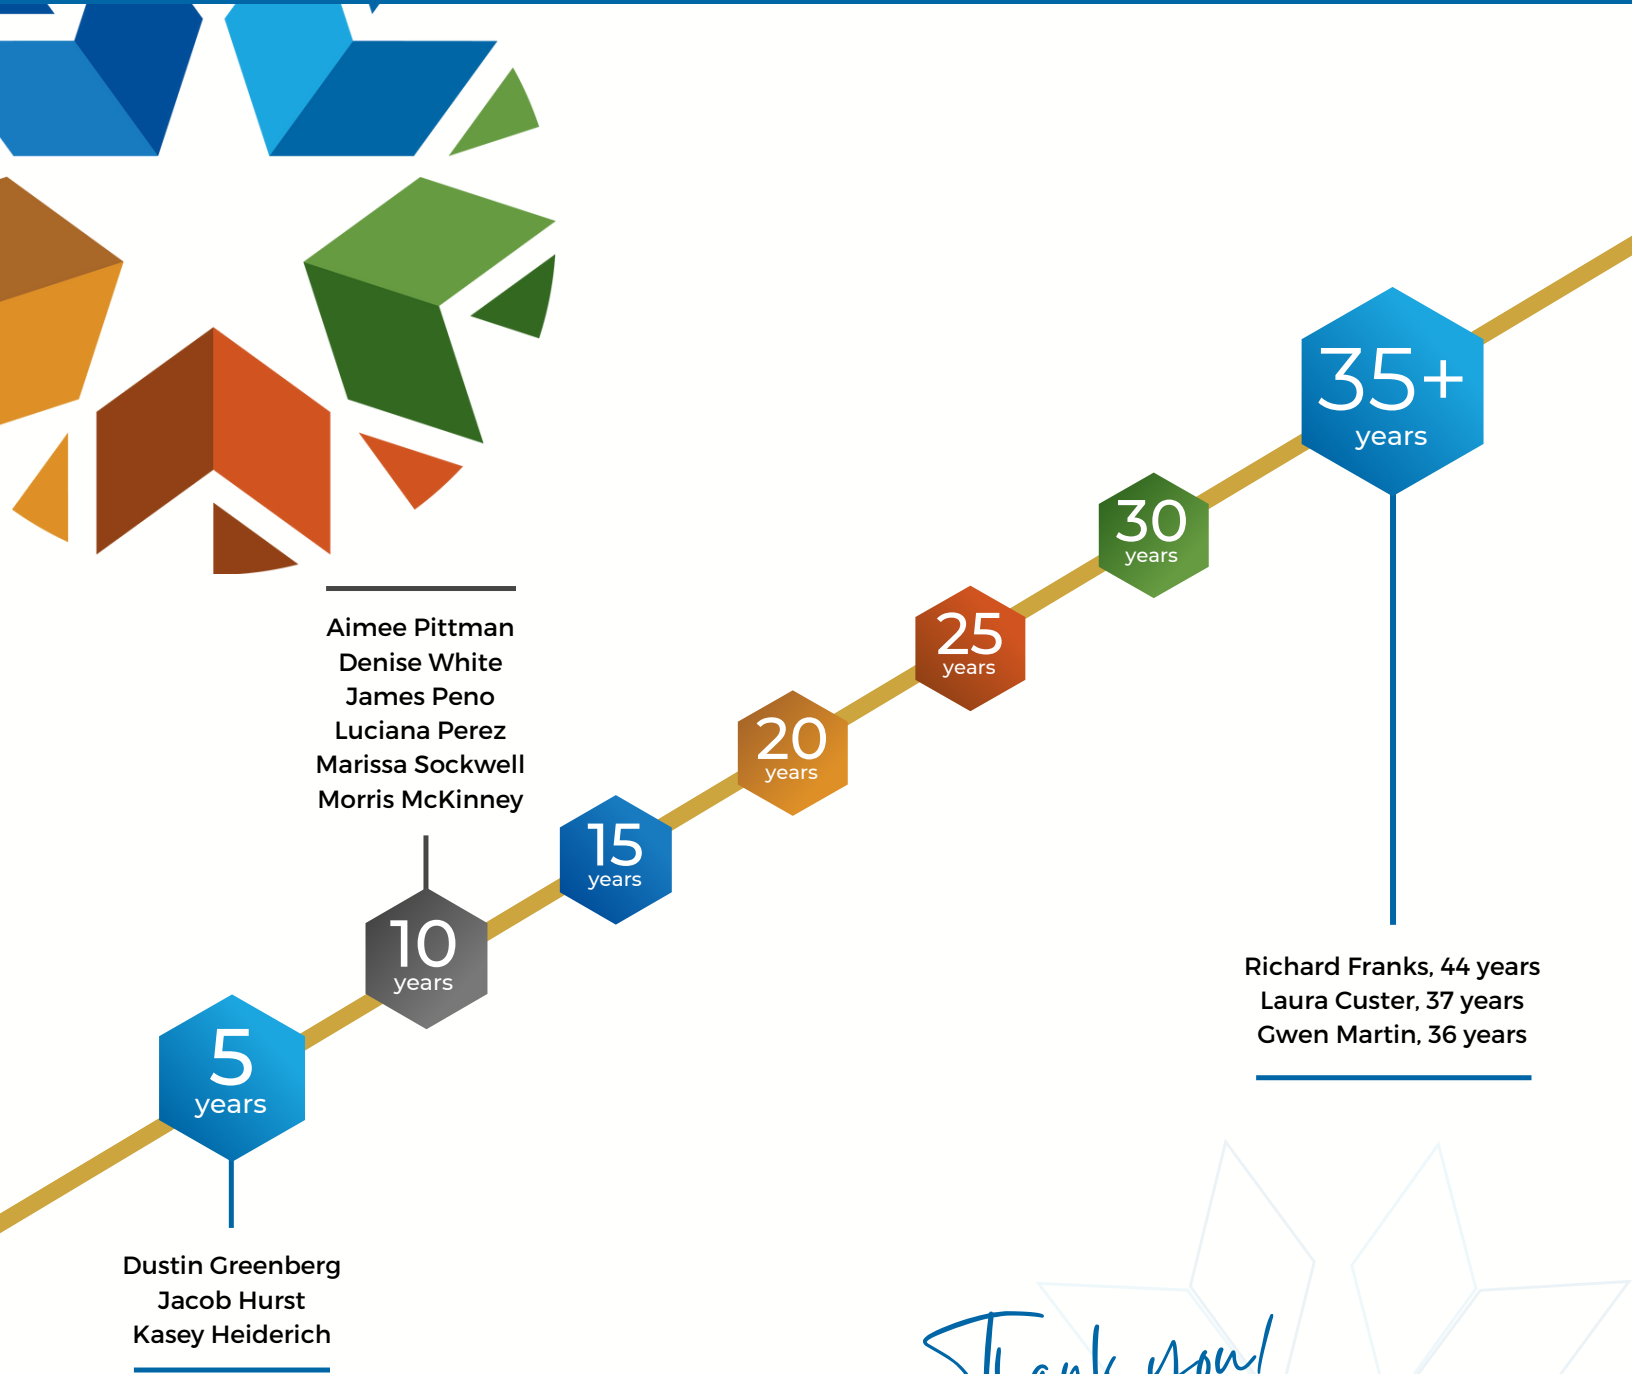 35+
years
30
years
25
years
20
years
15
years
10
years
5
years
Aimee Pittman
Denise White
James Peno
Luciana Perez
Marissa Sockwell
Morris McKinney
Richard Franks, 44 years
Laura Custer, 37 years
Gwen Martin, 36 years
Dustin Greenberg
Jacob Hurst
Kasey Heiderich
Thank you!